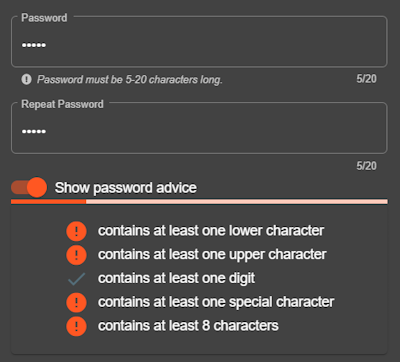 Password
•••••
Password must be 5-20 characters long. 5/20
Repeat Password
•••••
5/20
Show password advice
contains at least one lower character
contains at least one upper character
contains at least one digit
contains at least one special character
contains at least 8 characters